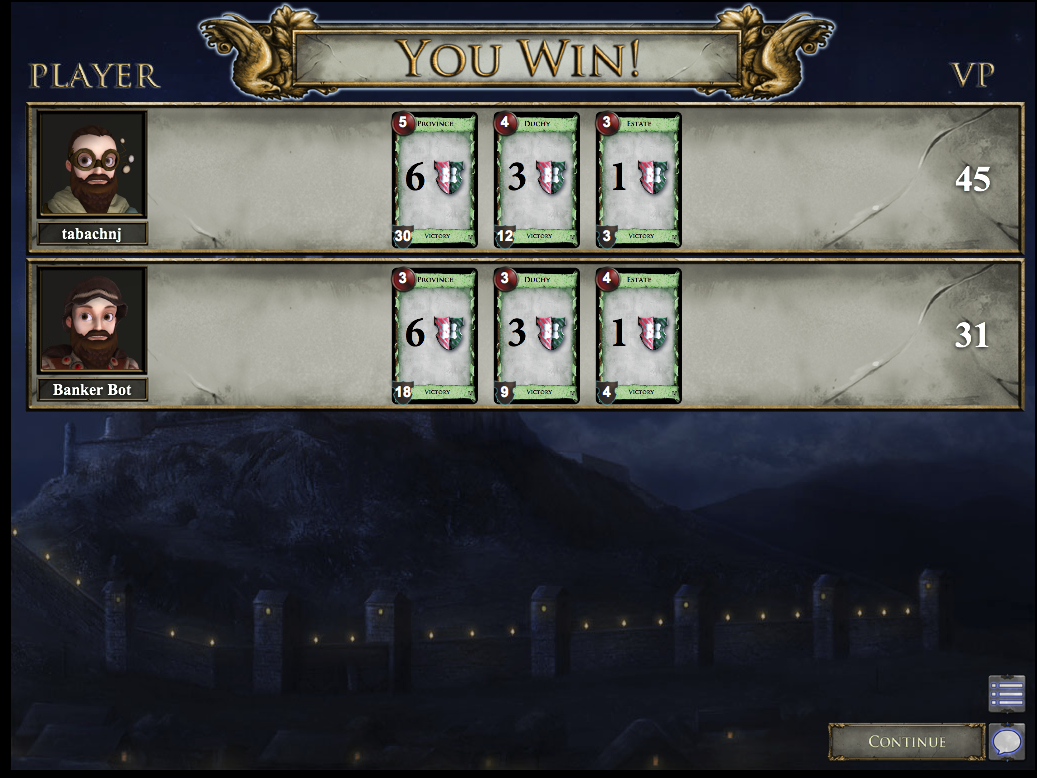 You Win!
PLAYER
VP
5 PROVINCE
4 DUCHY
3 ESTATE
6
3
1
45
30 VICTORY
12 VICTORY
3 VICTORY
tabachnj
3 PROVINCE
3 DUCHY
4 ESTATE
6
3
1
31
18 VICTORY
9 VICTORY
4 VICTORY
Banker Bot
CONTINUE